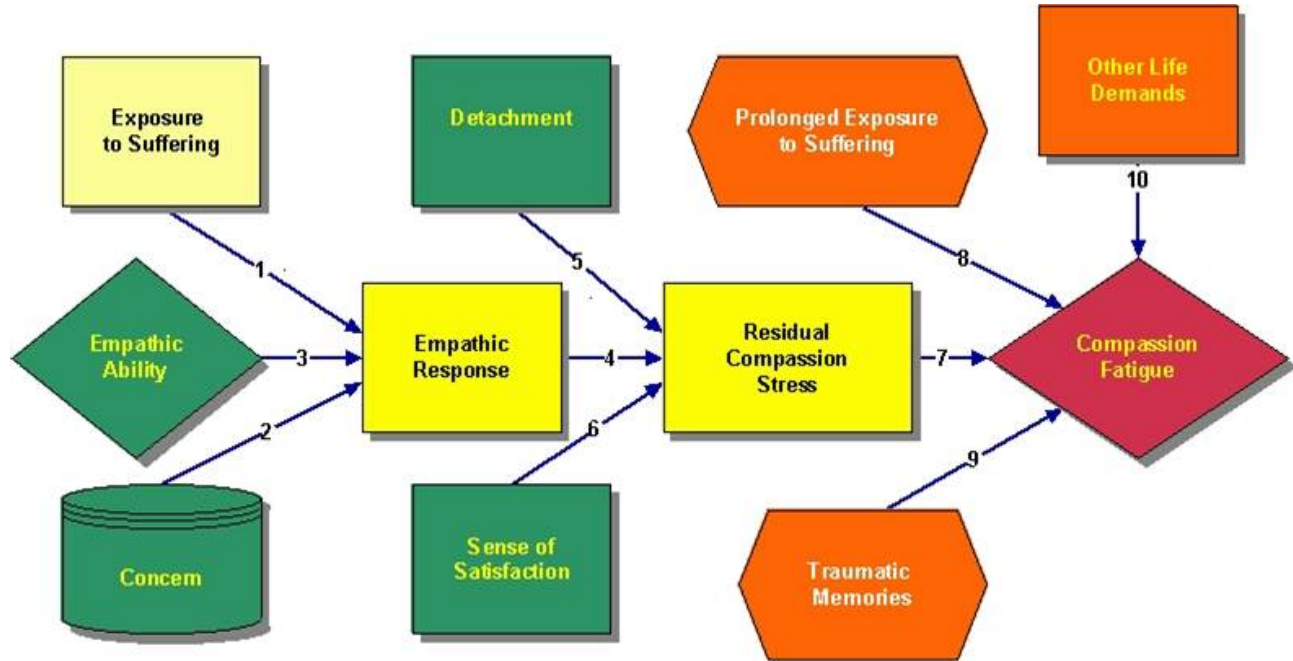 Exposure
to Suffering
Detachment
Prolonged Exposure
to Suffering
Other Life
Demands
10
1
5
8
Empathic
Ability
3
Empathic
Response
4
Residual
Compassion
Stress
7
Compassion
Fatigue
2
6
9
Concern
Sense of
Satisfaction
Traumatic
Memories